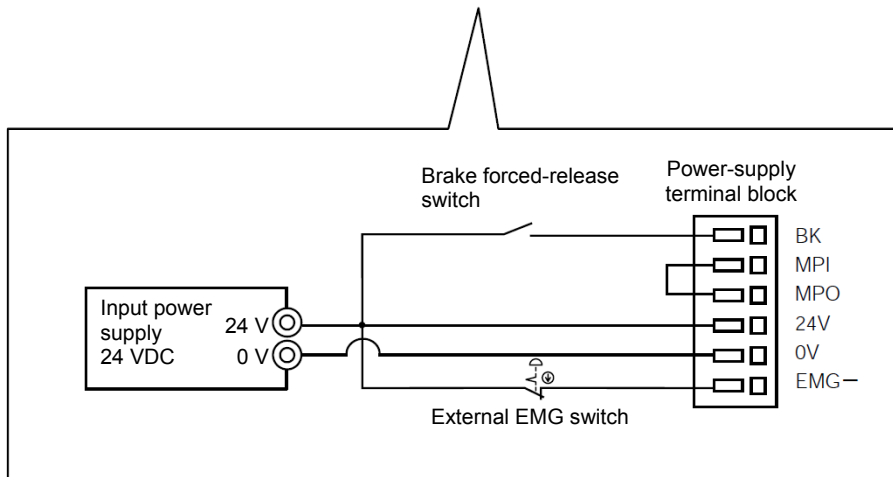 Brake forced-release
switch
Power-supply
terminal block
BK
MPI
MPO
24V
0V
EMG−
Input power
supply
24 VDC
24 V
0 V
External EMG switch